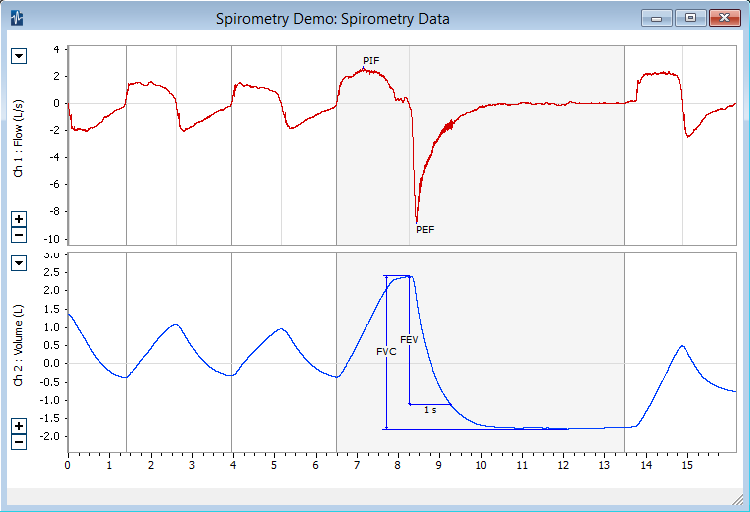 Spirometry Demo: Spirometry Data
Ch 1 : Flow (L/s)
4
2
0
-2
-4
-6
-8
-10
PIF
PEF
Ch 2 : Volume (L)
3.0
2.5
2.0
1.5
1.0
0.5
0.0
-0.5
-1.0
-1.5
-2.0
FVC
FEV
1 s
0 1 2 3 4 5 6 7 8 9 10 11 12 13 14 15